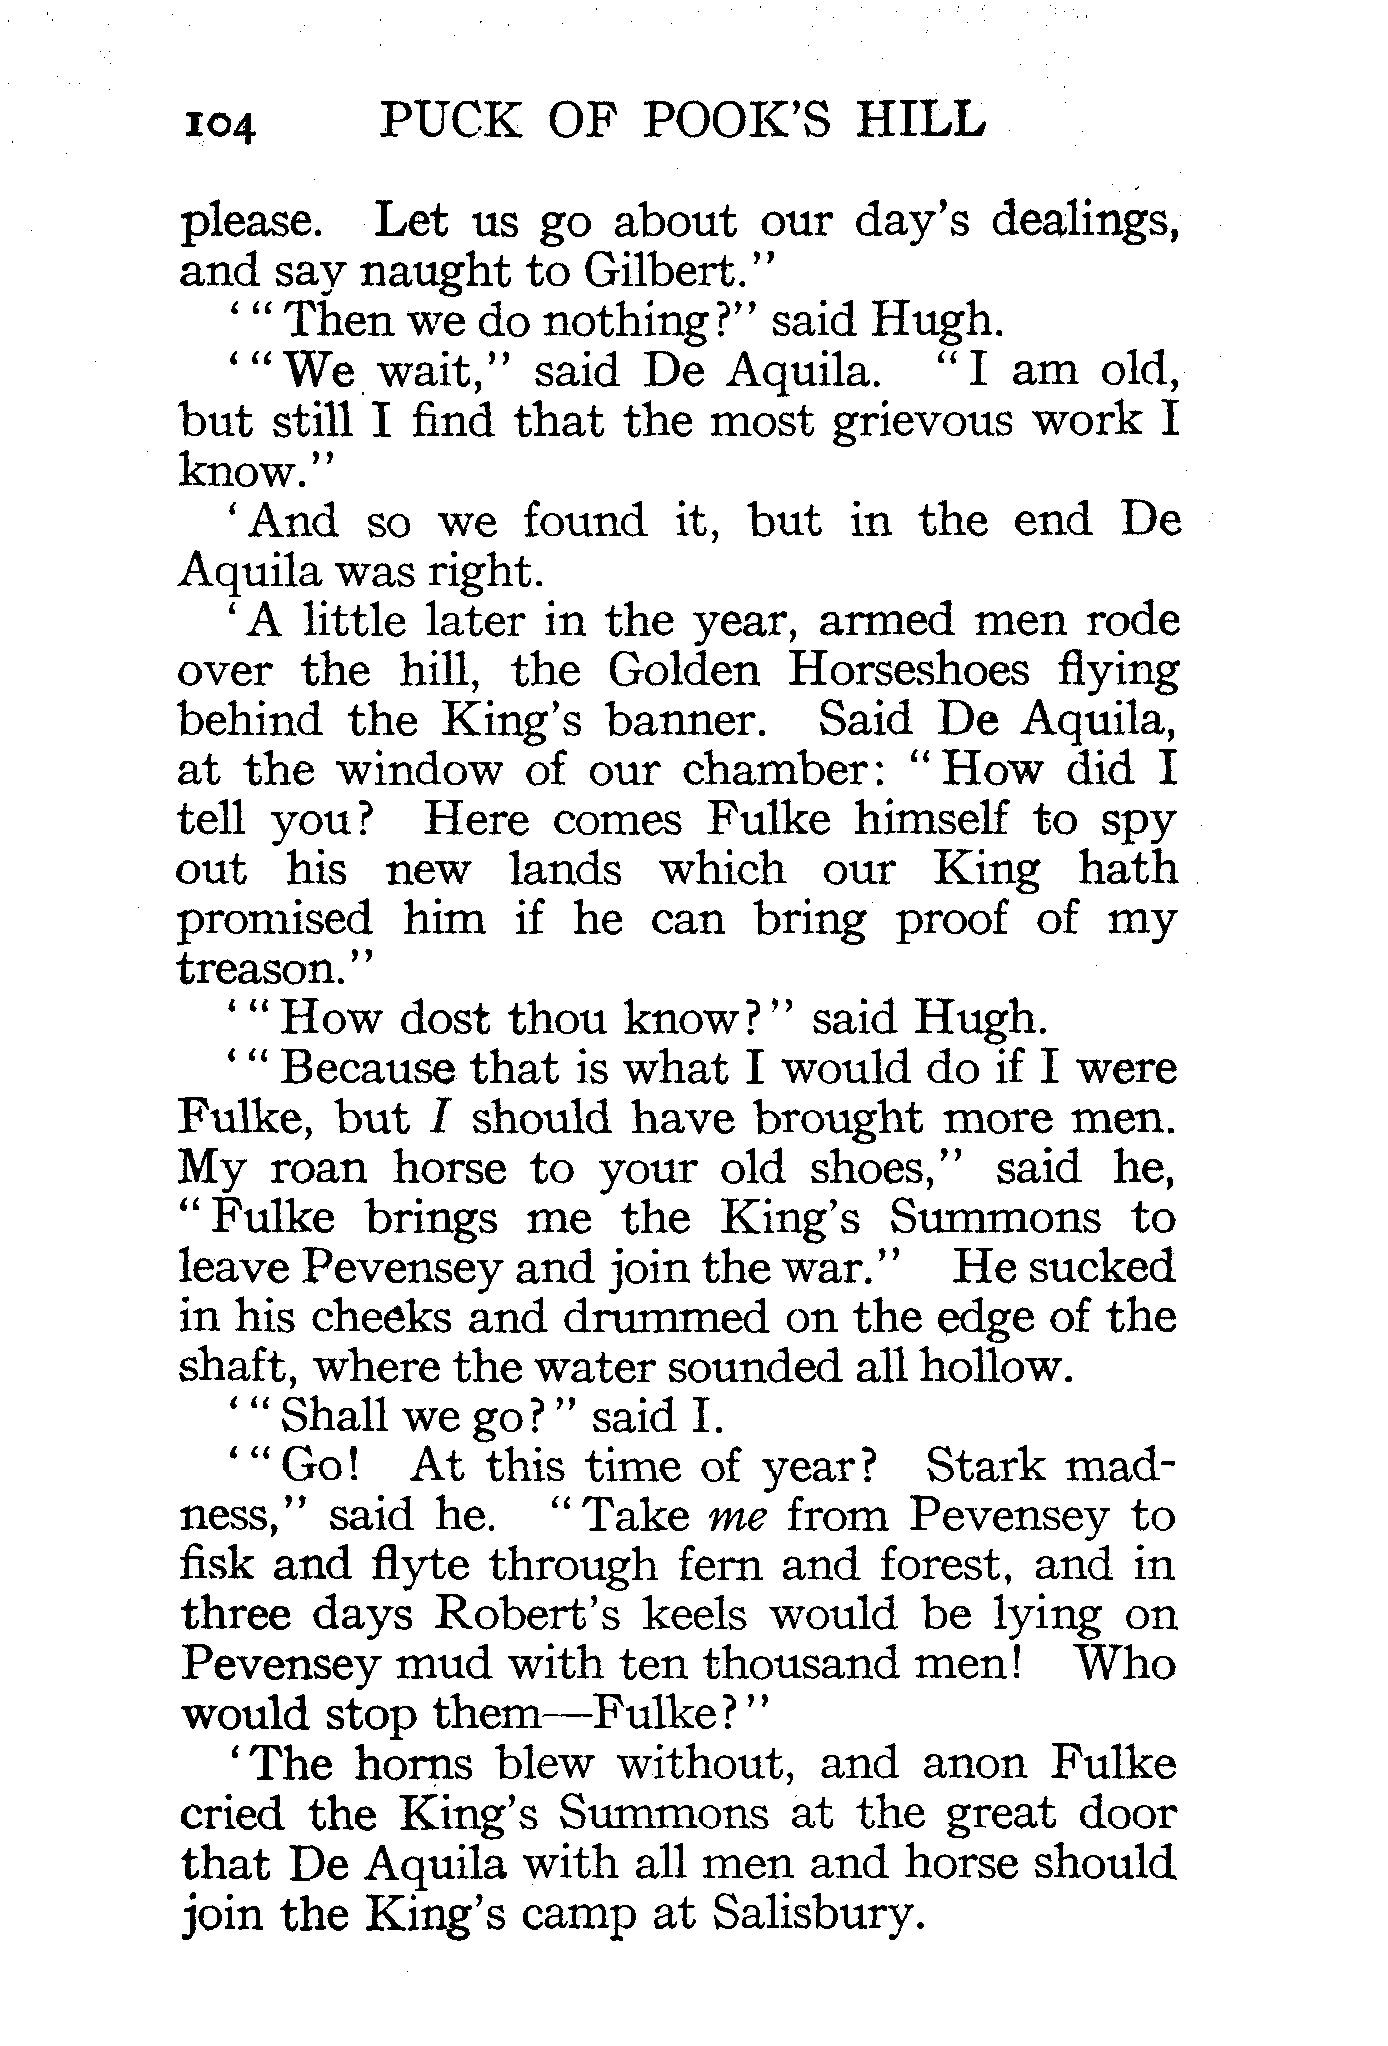 104 PUCK OF POOK'S HILL
please. Let us go about our day's dealings,
and say naught to Gilbert."
'"Then we do nothing?" said Hugh.
'"We wait," said De Aquila. "I am old,
but still I find that the most grievous work I
know."
'And so we found it, but in the end De
Aquila was right.
'A little later in the year, armed men rode
over the hill, the Golden Horseshoes flying
behind the King's banner. Said De Aquila,
at the window of our chamber: "How did I
tell you? Here comes Fulke himself to spy
out his new lands which our King hath
promised him if he can bring proof of my
treason."
'"How dost thou know?" said Hugh.
'"Because that is what I would do if I were
Fulke, but I should have brought more men.
My roan horse to your old shoes," said he,
"Fulke brings me the King's Summons to
leave Pevensey and join the war." He sucked
in his cheeks and drummed on the edge of the
shaft, where the water sounded all hollow.
'"Shall we go?" said I.
'"Go! At this time of year? Stark mad-
ness," said he. "Take me from Pevensey to
fisk and flyte through fern and forest, and in
three days Robert's keels would be lying on
Pevensey mud with ten thousand men! Who
would stop them—Fulke?"
'The horns blew without, and anon Fulke
cried the King's Summons at the great door
that De Aquila with all men and horse should
join the King's camp at Salisbury.